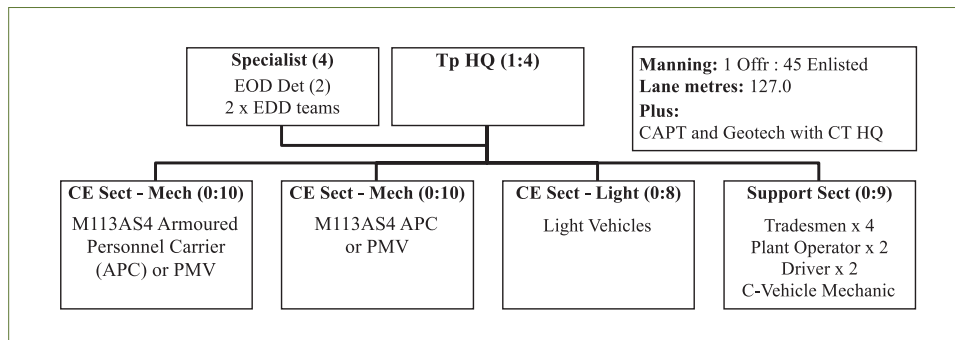 Specialist (4)
EOD Det (2)
2 x EDD teams
Tp HQ (1:4)
Manning: 1 Offr : 45 Enlisted
Lane metres: 127.0
Plus:
CAPT and Geotech with CT HQ
CE Sect - Mech (0:10)
M113AS4 Armoured
Personnel Carrier
(APC) or PMV
CE Sect - Mech (0:10)
M113AS4 APC
or PMV
CE Sect - Light (0:8)
Light Vehicles
Support Sect (0:9)
Tradesmen x 4
Plant Operator x 2
Driver x 2
C-Vehicle Mechanic